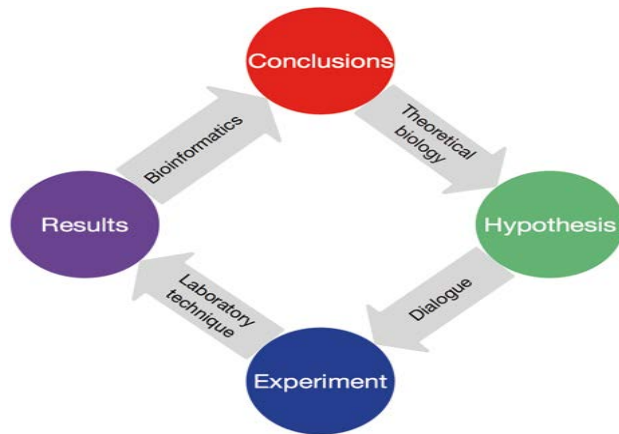 Conclusions
Theoretical
biology
Hypothesis
Dialogue
Experiment
Laboratory
technique
Results
Bioinformatics